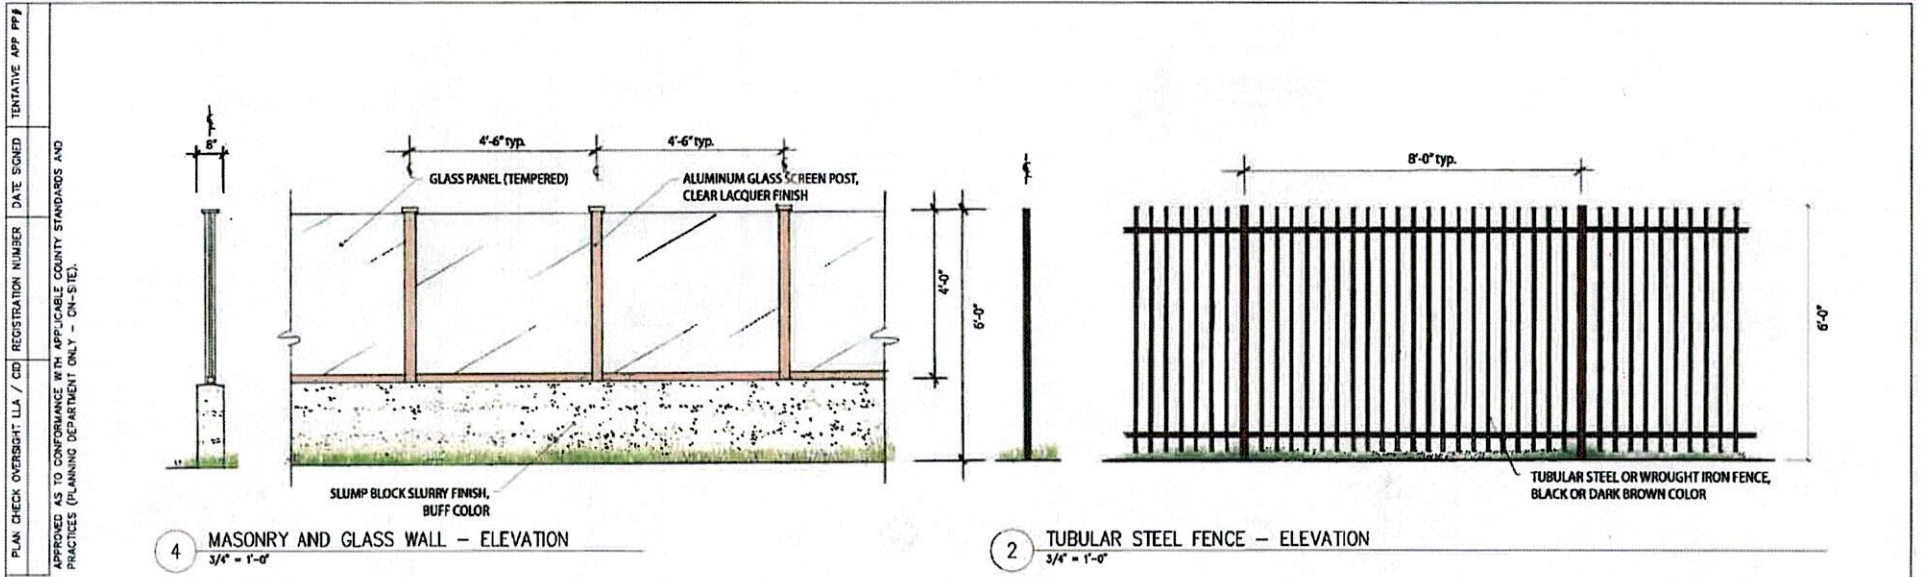 TENTATIVE APP PP#
DATE SIGNED
REGISTRATION NUMBER
PLAN CHECK OVERSIGHT LLA / CID
APPROVED AS TO CONFORMANCE WITH APPLICABLE COUNTY STANDARDS AND
PRACTICES (PLANNING DEPARTMENT ONLY - ON-SITE).
8"
4'-6" typ.
4'-6" typ.
GLASS PANEL (TEMPERED)
ALUMINUM GLASS SCREEN POST,
CLEAR LACQUER FINISH
4'-0"
6'-0"
SLUMP BLOCK SLURRY FINISH,
BUFF COLOR
4 MASONRY AND GLASS WALL - ELEVATION
3/4" = 1'-0"
8'-0" typ.
6'-0"
TUBULAR STEEL OR WROUGHT IRON FENCE,
BLACK OR DARK BROWN COLOR
2 TUBULAR STEEL FENCE - ELEVATION
3/4" = 1'-0"